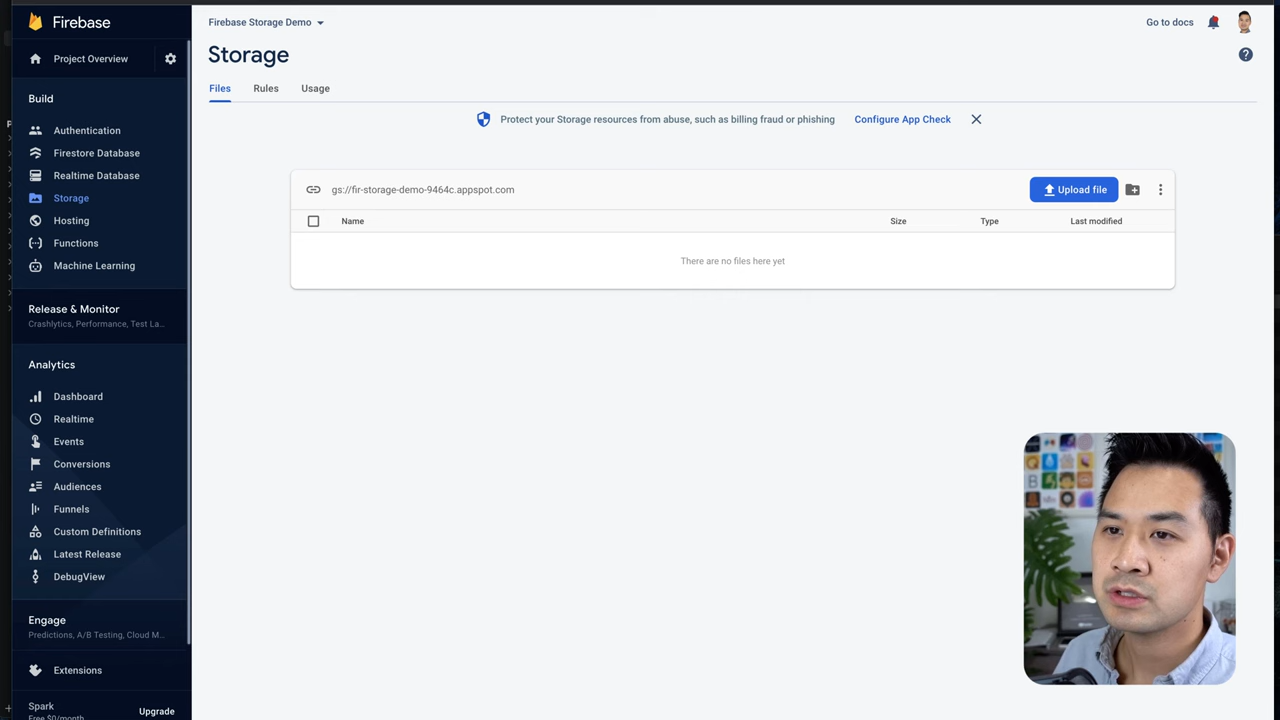 Firebase
Project Overview
Build
Authentication
Firestore Database
Realtime Database
Storage
Hosting
Functions
Machine Learning
Release & Monitor
Crashlytics, Performance, Test La...
Analytics
Dashboard
Realtime
Events
Conversions
Audiences
Funnels
Custom Definitions
Latest Release
DebugView
Engage
Predictions, A/B Testing, Cloud M...
Extensions
Spark
Free $0/month
Upgrade
Firebase Storage Demo
Go to docs
Storage
Files Rules Usage
Protect your Storage resources from abuse, such as billing fraud or phishing Configure App Check
gs://fir-storage-demo-9464c.appspot.com
Upload file
Name Size Type Last modified
There are no files here yet